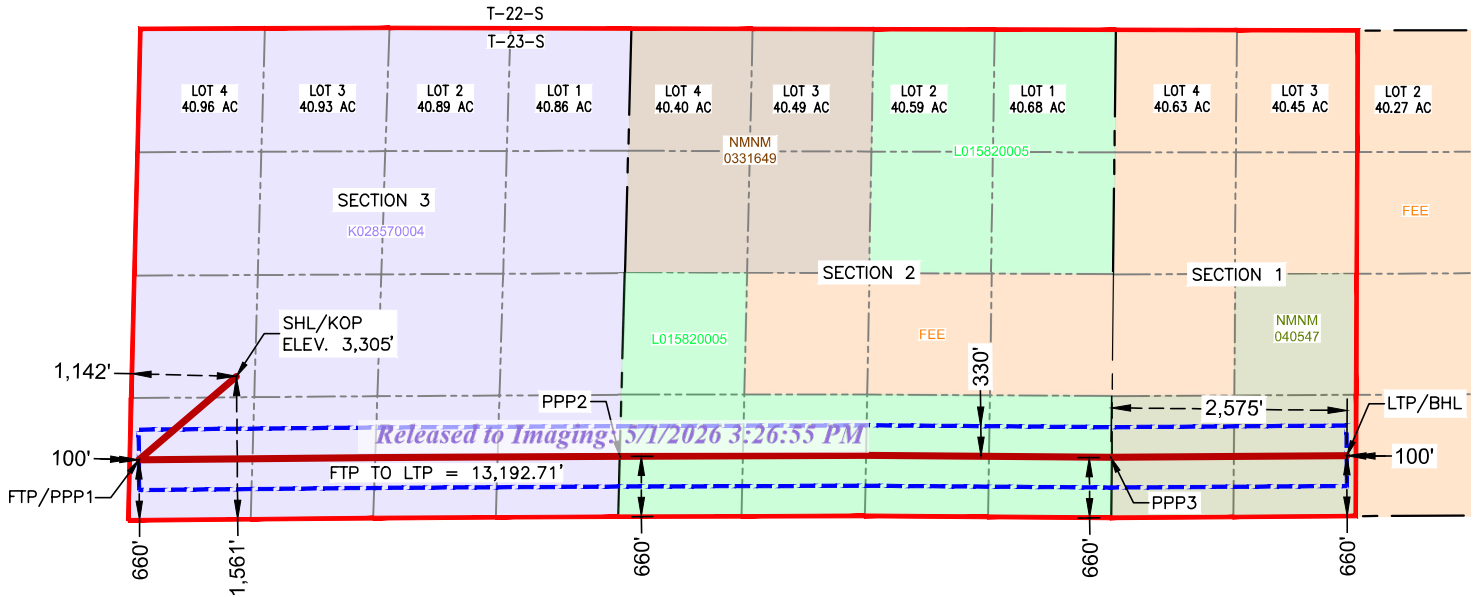 T-22-S
T-23-S
LOT 4
40.96 AC
LOT 3
40.93 AC
LOT 2
40.89 AC
LOT 1
40.86 AC
LOT 4
40.40 AC
LOT 3
40.49 AC
LOT 2
40.59 AC
LOT 1
40.68 AC
LOT 4
40.63 AC
LOT 3
40.45 AC
LOT 2
40.27 AC
NMNM
0331649
L015820005
SECTION 3
K028570004
FEE
SECTION 2
SECTION 1
SHL/KOP
ELEV. 3,305'
L015820005
FEE
NMNM
040547
1,142'
330'
PPP2
2,575'
LTP/BHL
Released to Imaging: 5/1/2026 3:26:55 PM
100'
FTP TO LTP = 13,192.71'
100'
FTP/PPP1
PPP3
660'
1,561'
660'
660'
660'